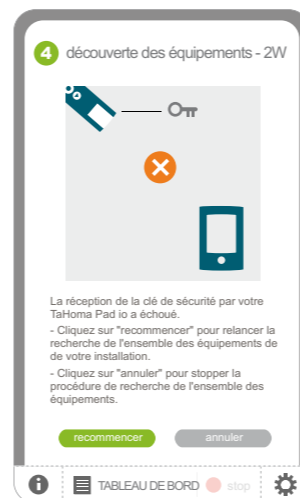 4 découverte des équipements - 2W
La réception de la clé de sécurité par votre
TaHoma Pad io a échoué.
- Cliquez sur "recommencer" pour relancer la
recherche de l'ensemble des équipements de
de votre installation.
- Cliquez sur "annuler" pour stopper la
procédure de recherche de l'ensemble des
équipements.
recommencer annuler
TABLEAU DE BORD stop